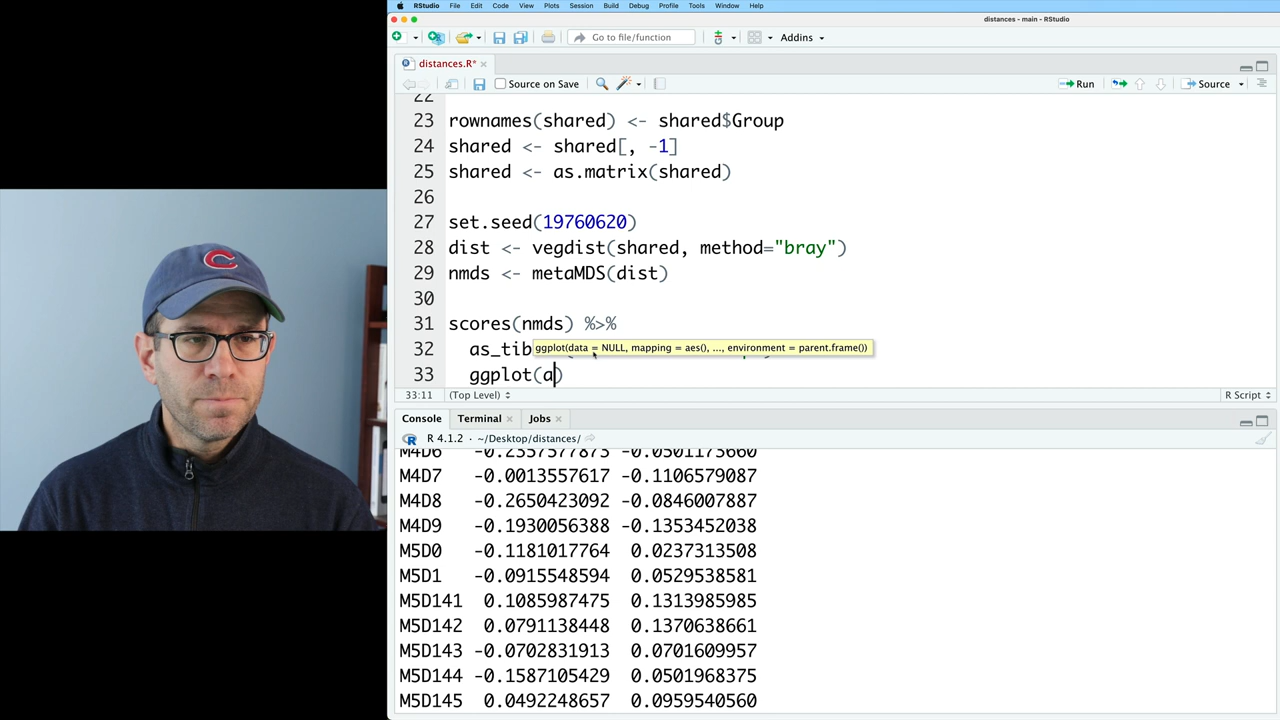 RStudio File Edit Code View Plots Session Build Debug Profile Tools Window Help
distances - main - RStudio
Go to file/function Addins
distances.R*
Source on Save Run Source
22
23 rownames(shared) <- shared$Group
24 shared <- shared[, -1]
25 shared <- as.matrix(shared)
26
27 set.seed(19760620)
28 dist <- vegdist(shared, method="bray")
29 nmds <- metaMDS(dist)
30
31 scores(nmds) %>%
32 as_tib
ggplot(data = NULL, mapping = aes(), ..., environment = parent.frame())
33 ggplot(a)
33:11 (Top Level) R Script
Console Terminal Jobs
R 4.1.2 · ~/Desktop/distances/
M4D6 -0.2357577873 -0.0501173660
M4D7 -0.0013557617 -0.1106579087
M4D8 -0.2650423092 -0.0846007887
M4D9 -0.1930056388 -0.1353452038
M5D0 -0.1181017764 0.0237313508
M5D1 -0.0915548594 0.0529538581
M5D141 0.1085987475 0.1313985985
M5D142 0.0791138448 0.1370638661
M5D143 -0.0702831913 0.0701609957
M5D144 -0.1587105429 0.0501968375
M5D145 0.0492248657 0.0959540560